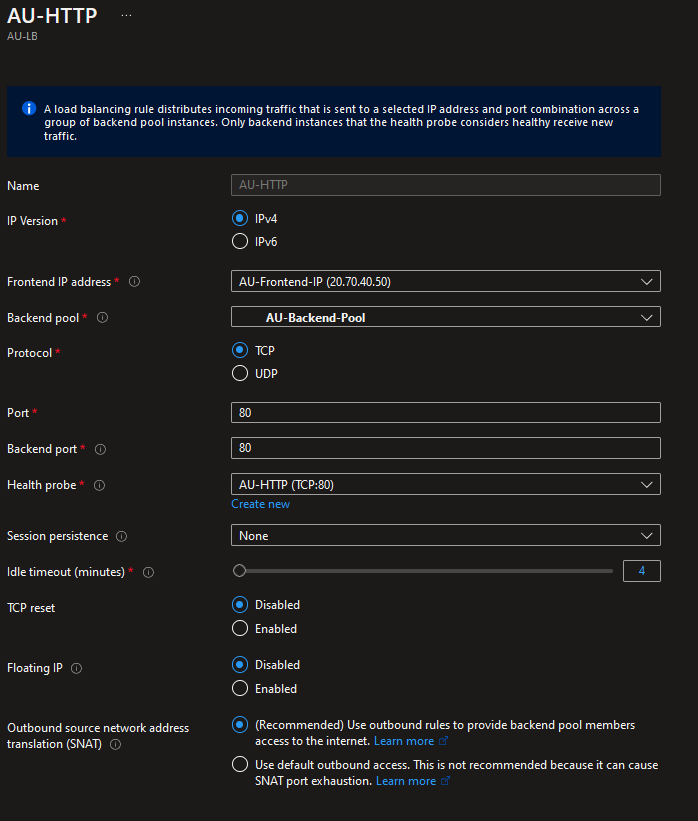 AU-HTTP ...
AU-LB
A load balancing rule distributes incoming traffic that is sent to a selected IP address and port combination across a
group of backend pool instances. Only backend instances that the health probe considers healthy receive new
traffic.
Name AU-HTTP
IP Version * IPv4
IPv6
Frontend IP address * AU-Frontend-IP (20.70.40.50)
Backend pool * AU-Backend-Pool
Protocol * TCP
UDP
Port * 80
Backend port * 80
Health probe * AU-HTTP (TCP:80)
Create new
Session persistence None
Idle timeout (minutes) * 4
TCP reset Disabled
Enabled
Floating IP Disabled
Enabled
Outbound source network address
translation (SNAT)
(Recommended) Use outbound rules to provide backend pool members
access to the internet. Learn more
Use default outbound access. This is not recommended because it can cause
SNAT port exhaustion. Learn more